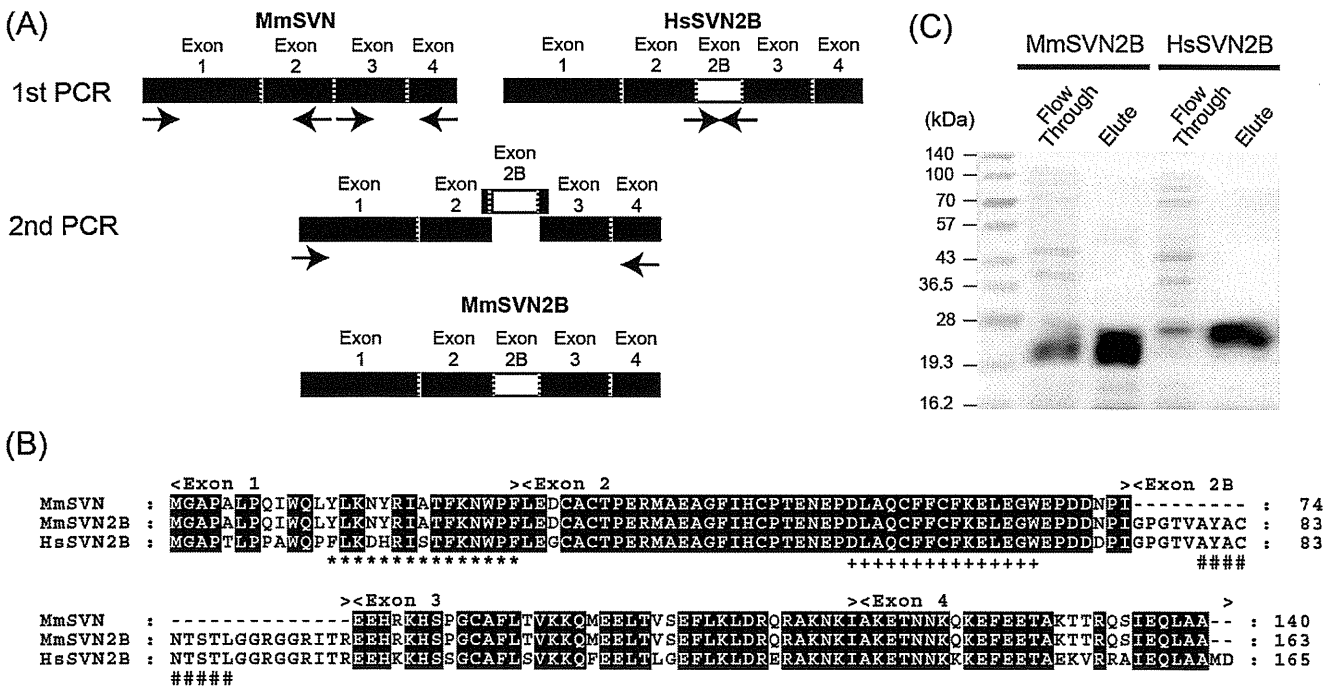 (A)
MmSVN
HsSVN2B
1st PCR
Exon 1 Exon 2 Exon 3 Exon 4
Exon 1 Exon 2 Exon 2B Exon 3 Exon 4
2nd PCR
Exon 1 Exon 2 Exon 2B Exon 3 Exon 4
MmSVN2B
Exon 1 Exon 2 Exon 2B Exon 3 Exon 4
(C)
MmSVN2B HsSVN2B
(kDa)
Flow Through
Elute
Flow Through
Elute
140
100
70
57
43
36.5
28
19.3
16.2
(B)
<Exon 1 ><Exon 2 ><Exon 2B
MmSVN : MGAPALPQIWQLYLKNYRIATFKNWPFLEDCACTPERMAEAGFIHCPTENEPDLAQCFFCFKELEGWEPDDNPI--------- : 74
MmSVN2B : MGAPALPQIWQLYLKNYRIATFKNWPFLEDCACTPERMAEAGFIHCPTENEPDLAQCFFCFKELEGWEPDDNPIGPGTVAYAC : 83
HsSVN2B : MGAPTLPPAWQPFLKDHRISTFKNWPFLEGCACTPERMAEAGFIHCPTENEPDLAQCFFCFKELEGWEPDDDPIGPGTVAYAC : 83
*************** +++++++++++++++ ####
><Exon 3 ><Exon 4 >
MmSVN : --------------EEHRKHSPGCAFLTVKKQMEELTVSEFLKLDRQRAKNKIAKETNNKQKEFEETAKTTRQSIEQLAA-- : 140
MmSVN2B : NTSTLGGRGGRITREEHRKHSPGCAFLTVKKQMEELTVSEFLKLDRQRAKNKIAKETNNKQKEFEETAKTTRQSIEQLAA-- : 163
HsSVN2B : NTSTLGGRGGRITREEHKKHSSGCAFLSVKKQFEELTLGEFLKLDRERAKNKIAKETNNKKKEFEETAEKVRRAIEQLAAMD : 165
#####